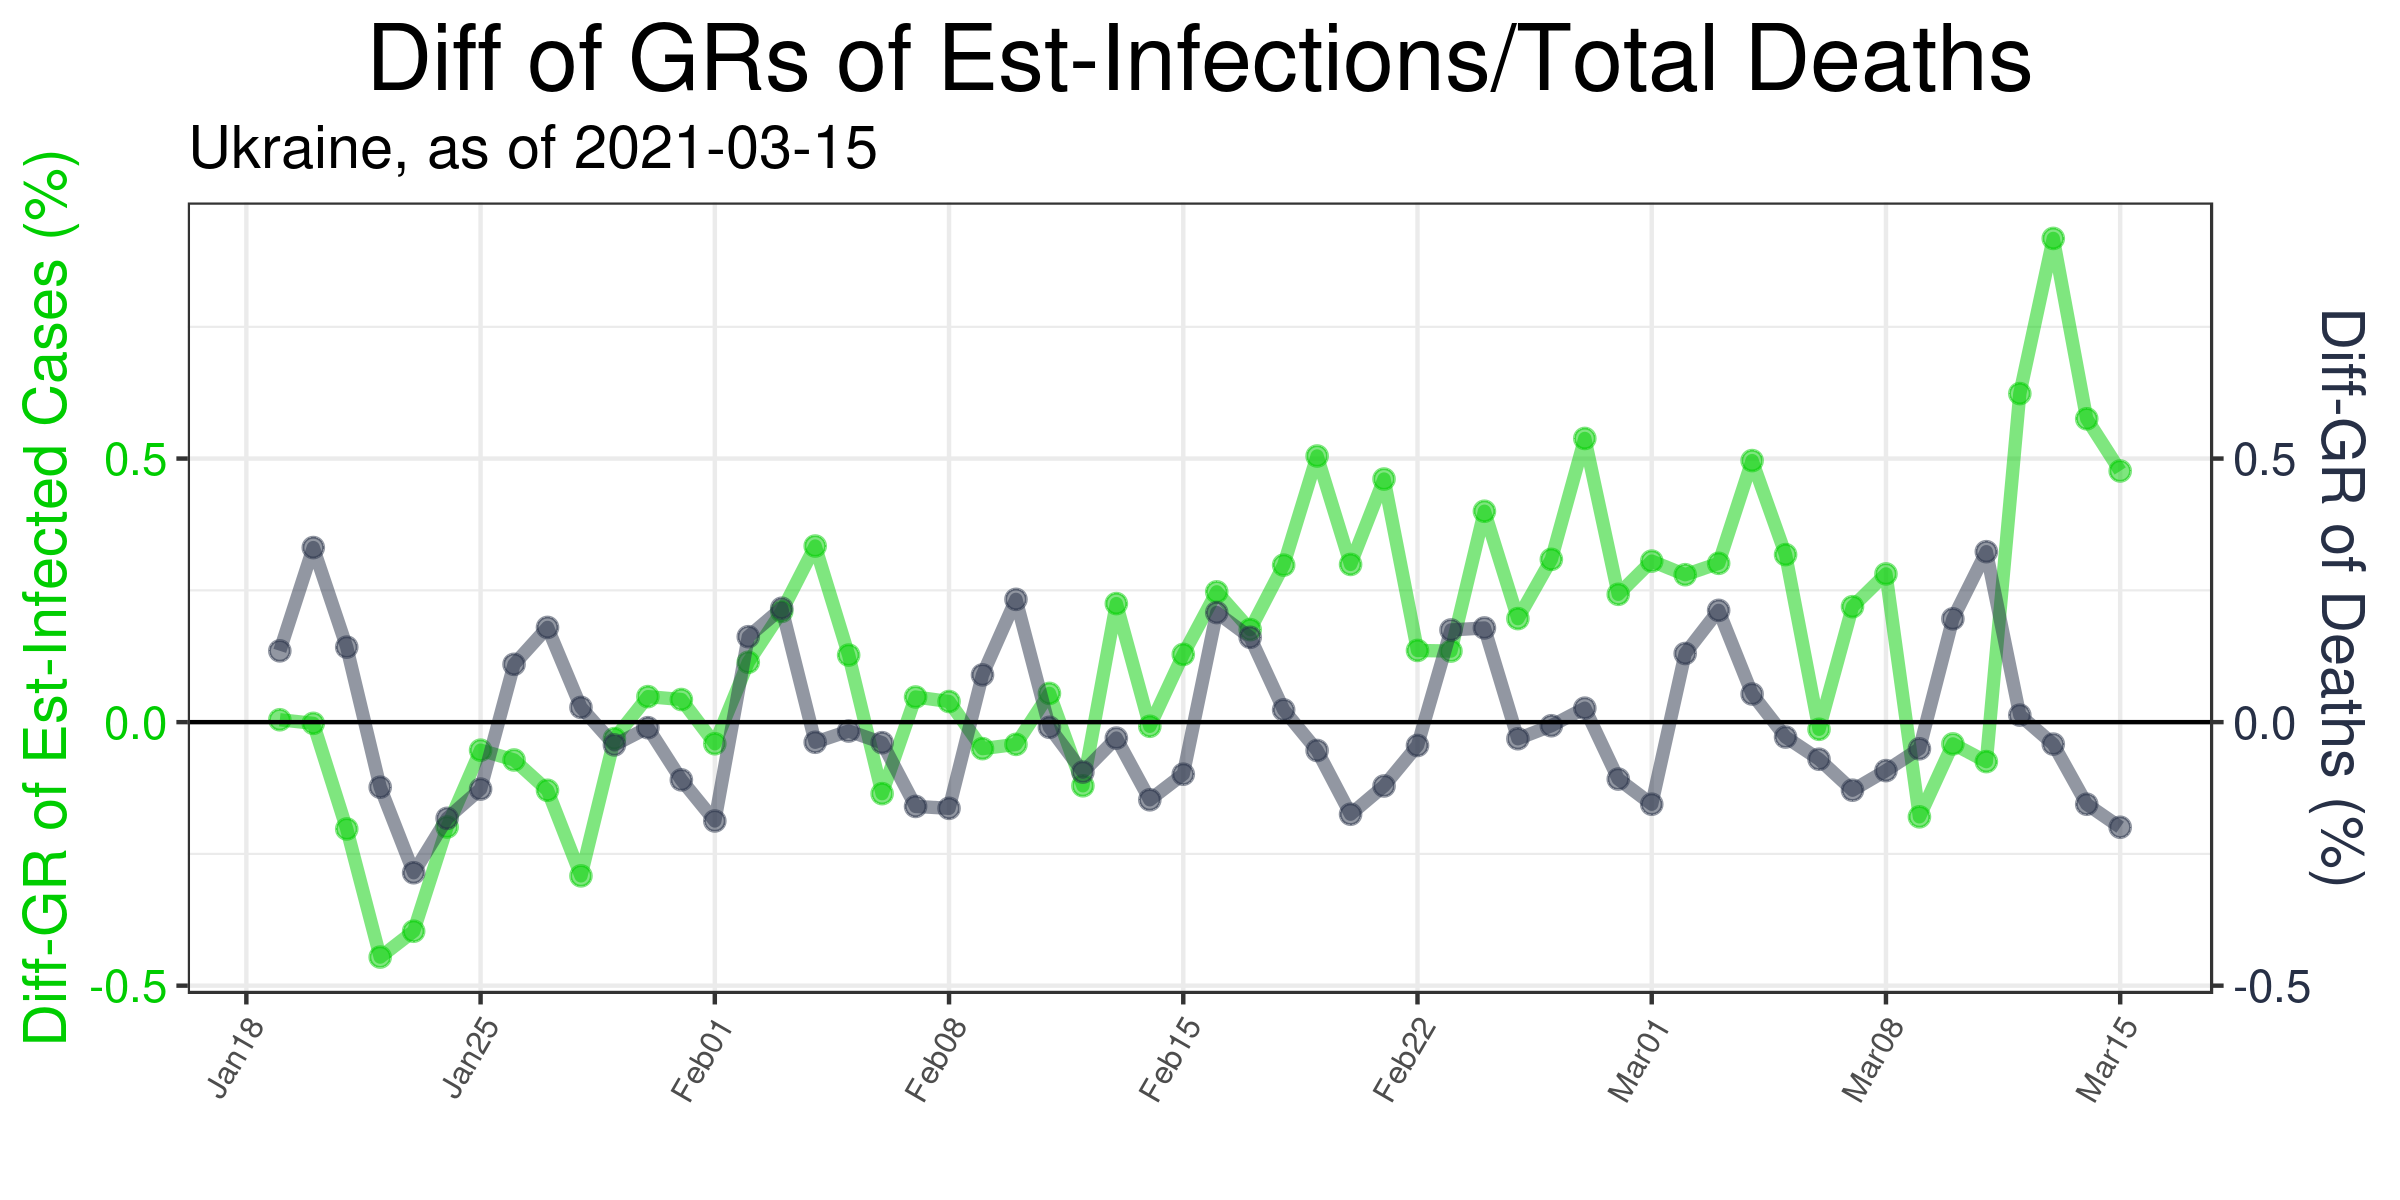 Diff of GRs of Est-Infections/Total Deaths
Ukraine, as of 2021-03-15
Diff-GR of Est-Infected Cases (%)
0.5
0.0
-0.5
0.5
0.0
-0.5
Diff-GR of Deaths (%)
Jan18
Jan25
Feb01
Feb08
Feb15
Feb22
Mar01
Mar08
Mar15